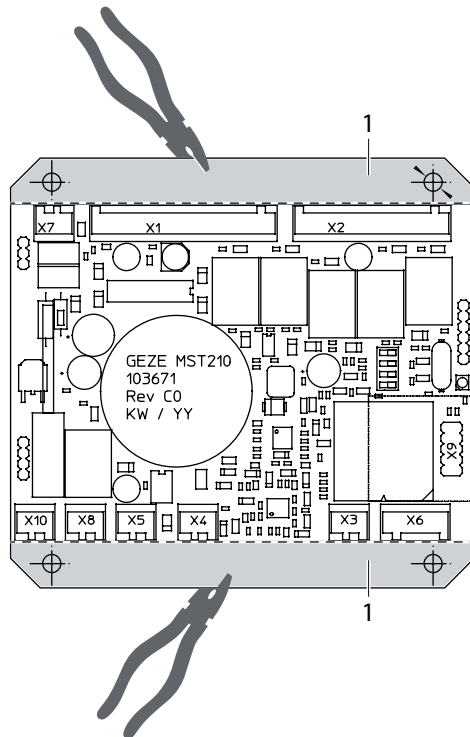 1
X7
X1
X2
GEZE MST210
103671
Rev C0
KW / YY
X9
X10
X8
X5
X4
X3
X6
1